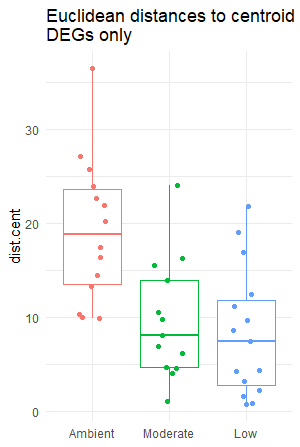 Euclidean distances to centroid
DEGs only
dist.cent
30
20
10
0
Ambient
Moderate
Low